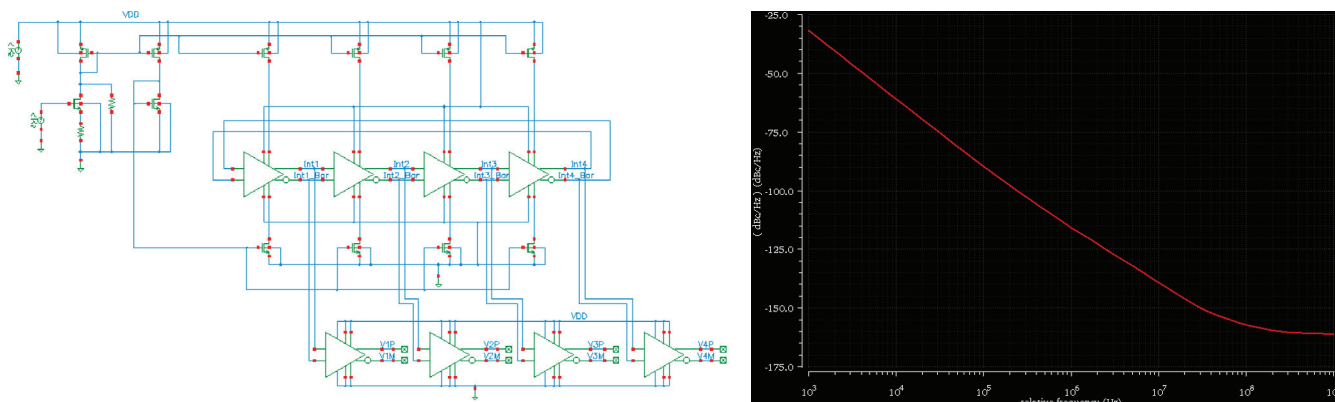 VDD
Int1
Int1_Bar
Int2
Int2_Bar
Int3
Int3_Bar
Int4
Int4_Bar
VDD
V1P
V1M
V2P
V2M
V3P
V3M
V4P
V4M
( dBc/Hz ) (dBc/Hz)
-25.0
-50.0
-75.0
-100.0
-125.0
-150.0
-175.0
10³
10⁴
10⁵
10⁶
10⁷
10⁸
relative frequency (Hz)